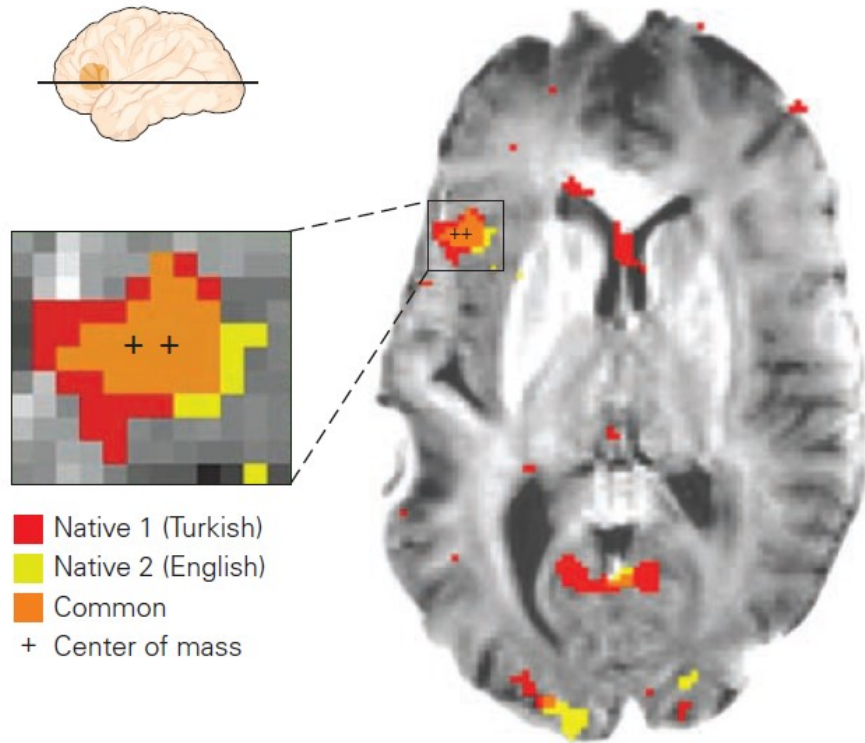 Native 1 (Turkish)
Native 2 (English)
Common
+ Center of mass